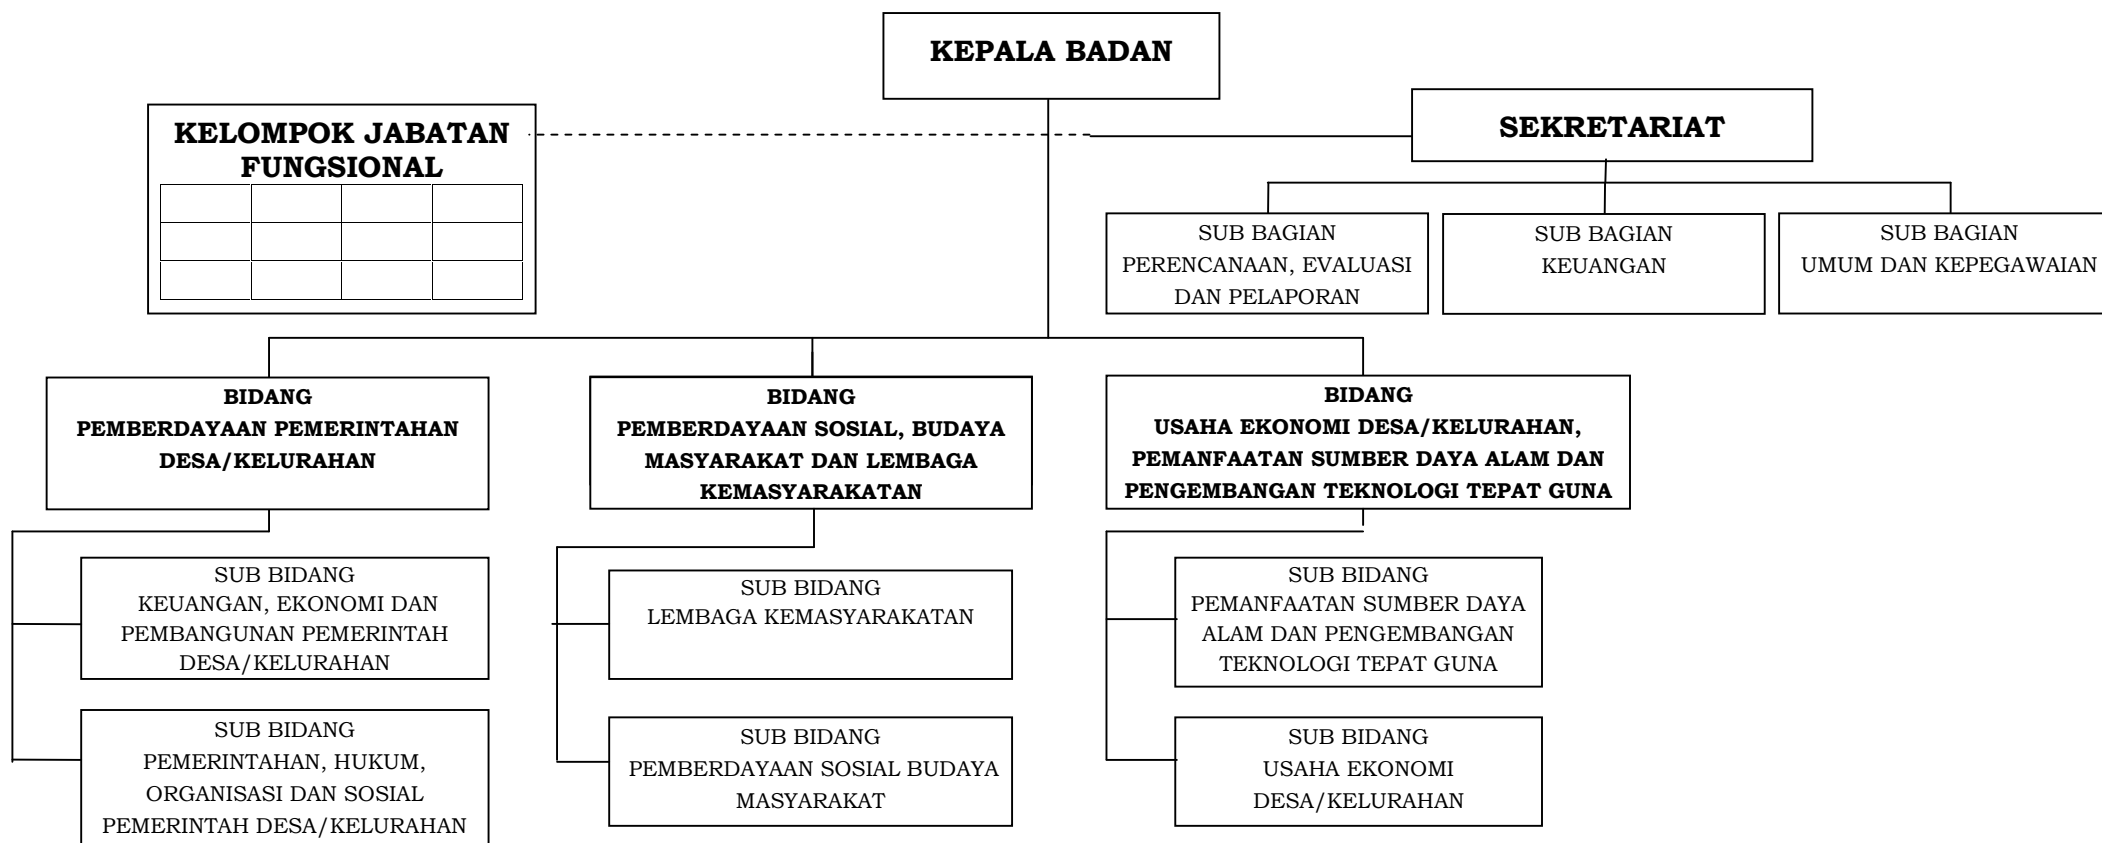 KEPALA BADAN
KELOMPOK JABATAN
FUNGSIONAL
SEKRETARIAT
SUB BAGIAN
PERENCANAAN, EVALUASI
DAN PELAPORAN
SUB BAGIAN
KEUANGAN
SUB BAGIAN
UMUM DAN KEPEGAWAIAN
BIDANG
PEMBERDAYAAN PEMERINTAHAN
DESA/KELURAHAN
BIDANG
PEMBERDAYAAN SOSIAL, BUDAYA
MASYARAKAT DAN LEMBAGA
KEMASYARAKATAN
BIDANG
USAHA EKONOMI DESA/KELURAHAN,
PEMANFAATAN SUMBER DAYA ALAM DAN
PENGEMBANGAN TEKNOLOGI TEPAT GUNA
SUB BIDANG
KEUANGAN, EKONOMI DAN
PEMBANGUNAN PEMERINTAH
DESA/KELURAHAN
SUB BIDANG
LEMBAGA KEMASYARAKATAN
SUB BIDANG
PEMANFAATAN SUMBER DAYA
ALAM DAN PENGEMBANGAN
TEKNOLOGI TEPAT GUNA
SUB BIDANG
PEMERINTAHAN, HUKUM,
ORGANISASI DAN SOSIAL
PEMERINTAH DESA/KELURAHAN
SUB BIDANG
PEMBERDAYAAN SOSIAL BUDAYA
MASYARAKAT
SUB BIDANG
USAHA EKONOMI
DESA/KELURAHAN